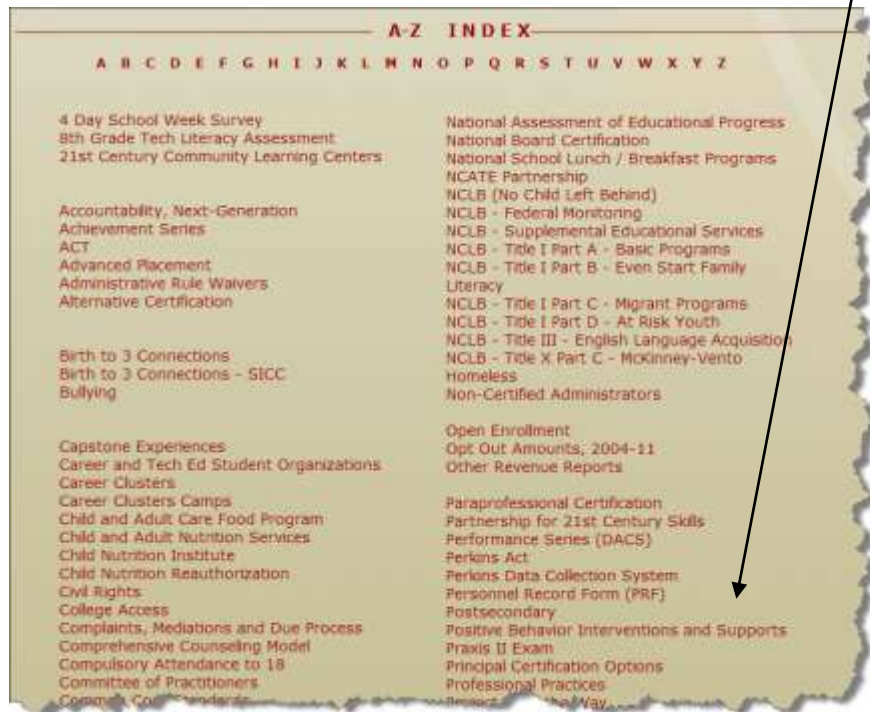 A-Z INDEX
A B C D E F G H I J K L M N O P Q R S T U V W X Y Z
4 Day School Week Survey
8th Grade Tech Literacy Assessment
21st Century Community Learning Centers
Accountability, Next-Generation
Achievement Series
ACT
Advanced Placement
Administrative Rule Waivers
Alternative Certification
Birth to 3 Connections
Birth to 3 Connections - SICC
Bullying
Capstone Experiences
Career and Tech Ed Student Organizations
Career Clusters
Career Clusters Camps
Child and Adult Care Food Program
Child and Adult Nutrition Services
Child Nutrition Institute
Child Nutrition Reauthorization
Civil Rights
College Access
Complaints, Mediations and Due Process
Comprehensive Counseling Model
Compulsory Attendance to 18
Committee of Practitioners
Common Core Standards
National Assessment of Educational Progress
National Board Certification
National School Lunch / Breakfast Programs
NCATE Partnership
NCLB (No Child Left Behind)
NCLB - Federal Monitoring
NCLB - Supplemental Educational Services
NCLB - Title I Part A - Basic Programs
NCLB - Title I Part B - Even Start Family
Literacy
NCLB - Title I Part C - Migrant Programs
NCLB - Title I Part D - At Risk Youth
NCLB - Title III - English Language Acquisition
NCLB - Title X Part C - McKinney-Vento
Homeless
Non-Certified Administrators
Open Enrollment
Opt Out Amounts, 2004-11
Other Revenue Reports
Paraprofessional Certification
Partnership for 21st Century Skills
Performance Series (DACS)
Perkins Act
Perkins Data Collection System
Personnel Record Form (PRF)
Postsecondary
Positive Behavior Interventions and Supports
Praxis II Exam
Principal Certification Options
Professional Practices
Project the Way